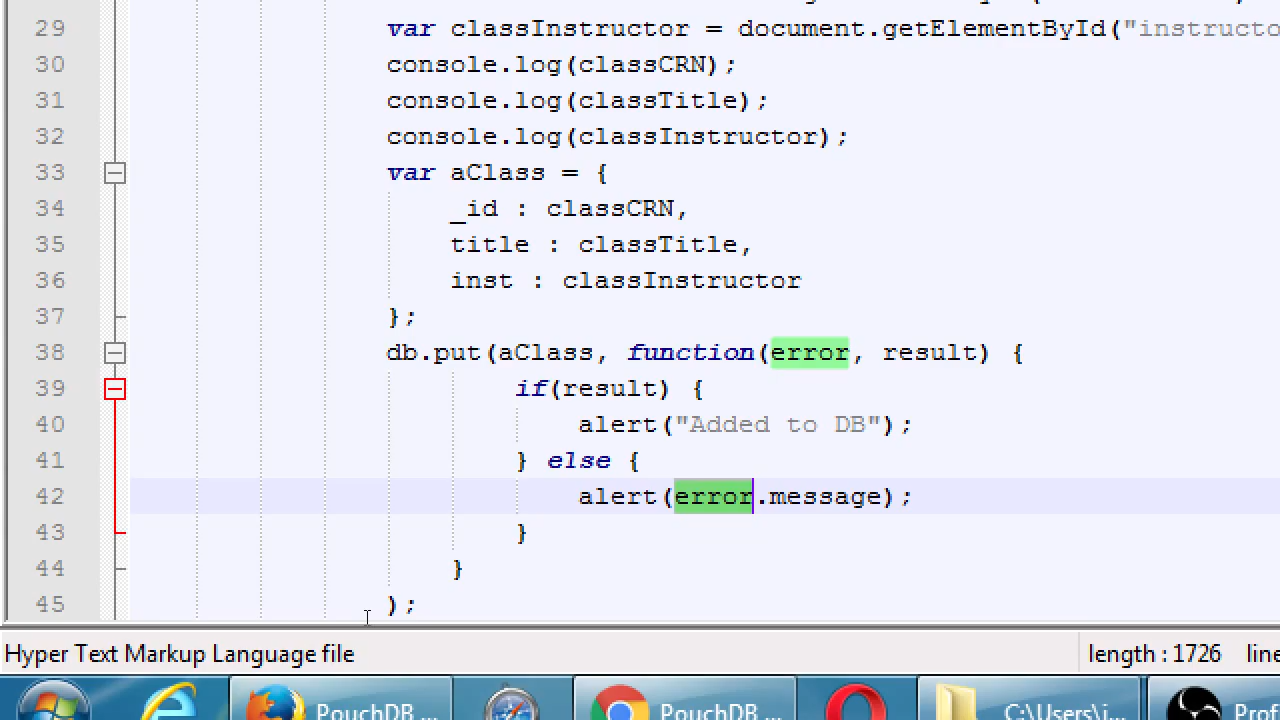 29 var classInstructor = document.getElementById("instructo
30 console.log(classCRN);
31 console.log(classTitle);
32 console.log(classInstructor);
33 var aClass = {
34 _id : classCRN,
35 title : classTitle,
36 inst : classInstructor
37 };
38 db.put(aClass, function(error, result) {
39 if(result) {
40 alert("Added to DB");
41 } else {
42 alert(error.message);
43 }
44 }
45 );
Hyper Text Markup Language file length : 1726 line
PouchDB ... PouchDB ... C:\Users\j... Prof